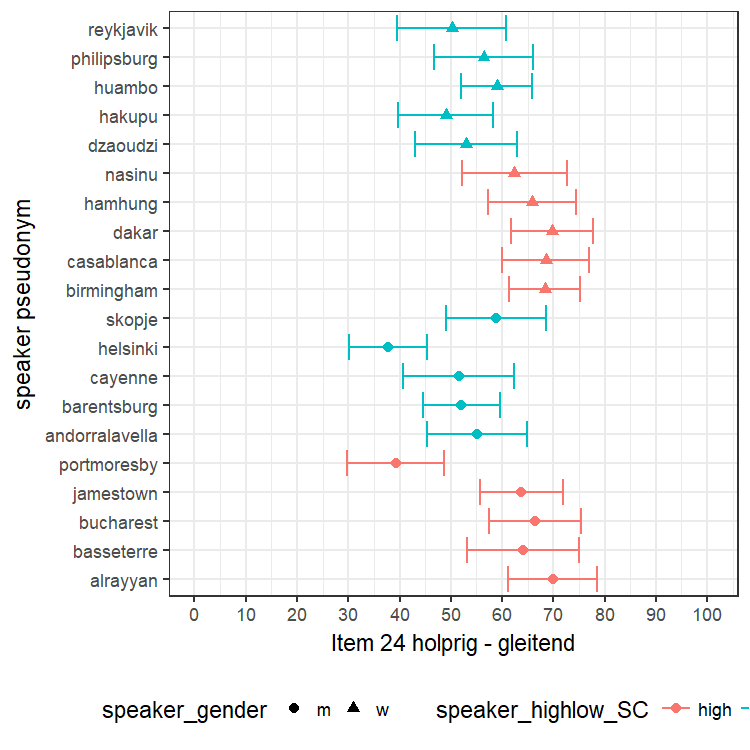 reykjavik
philipsburg
huambo
hakupu
dzaoudzi
nasinu
hamhung
dakar
casablanca
birmingham
skopje
helsinki
cayenne
barentsburg
andorralavella
portmoresby
jamestown
bucharest
basseterre
alrayyan
speaker pseudonym
0 10 20 30 40 50 60 70 80 90 100
Item 24 holprig - gleitend
speaker_gender m w speaker_highlow_SC high